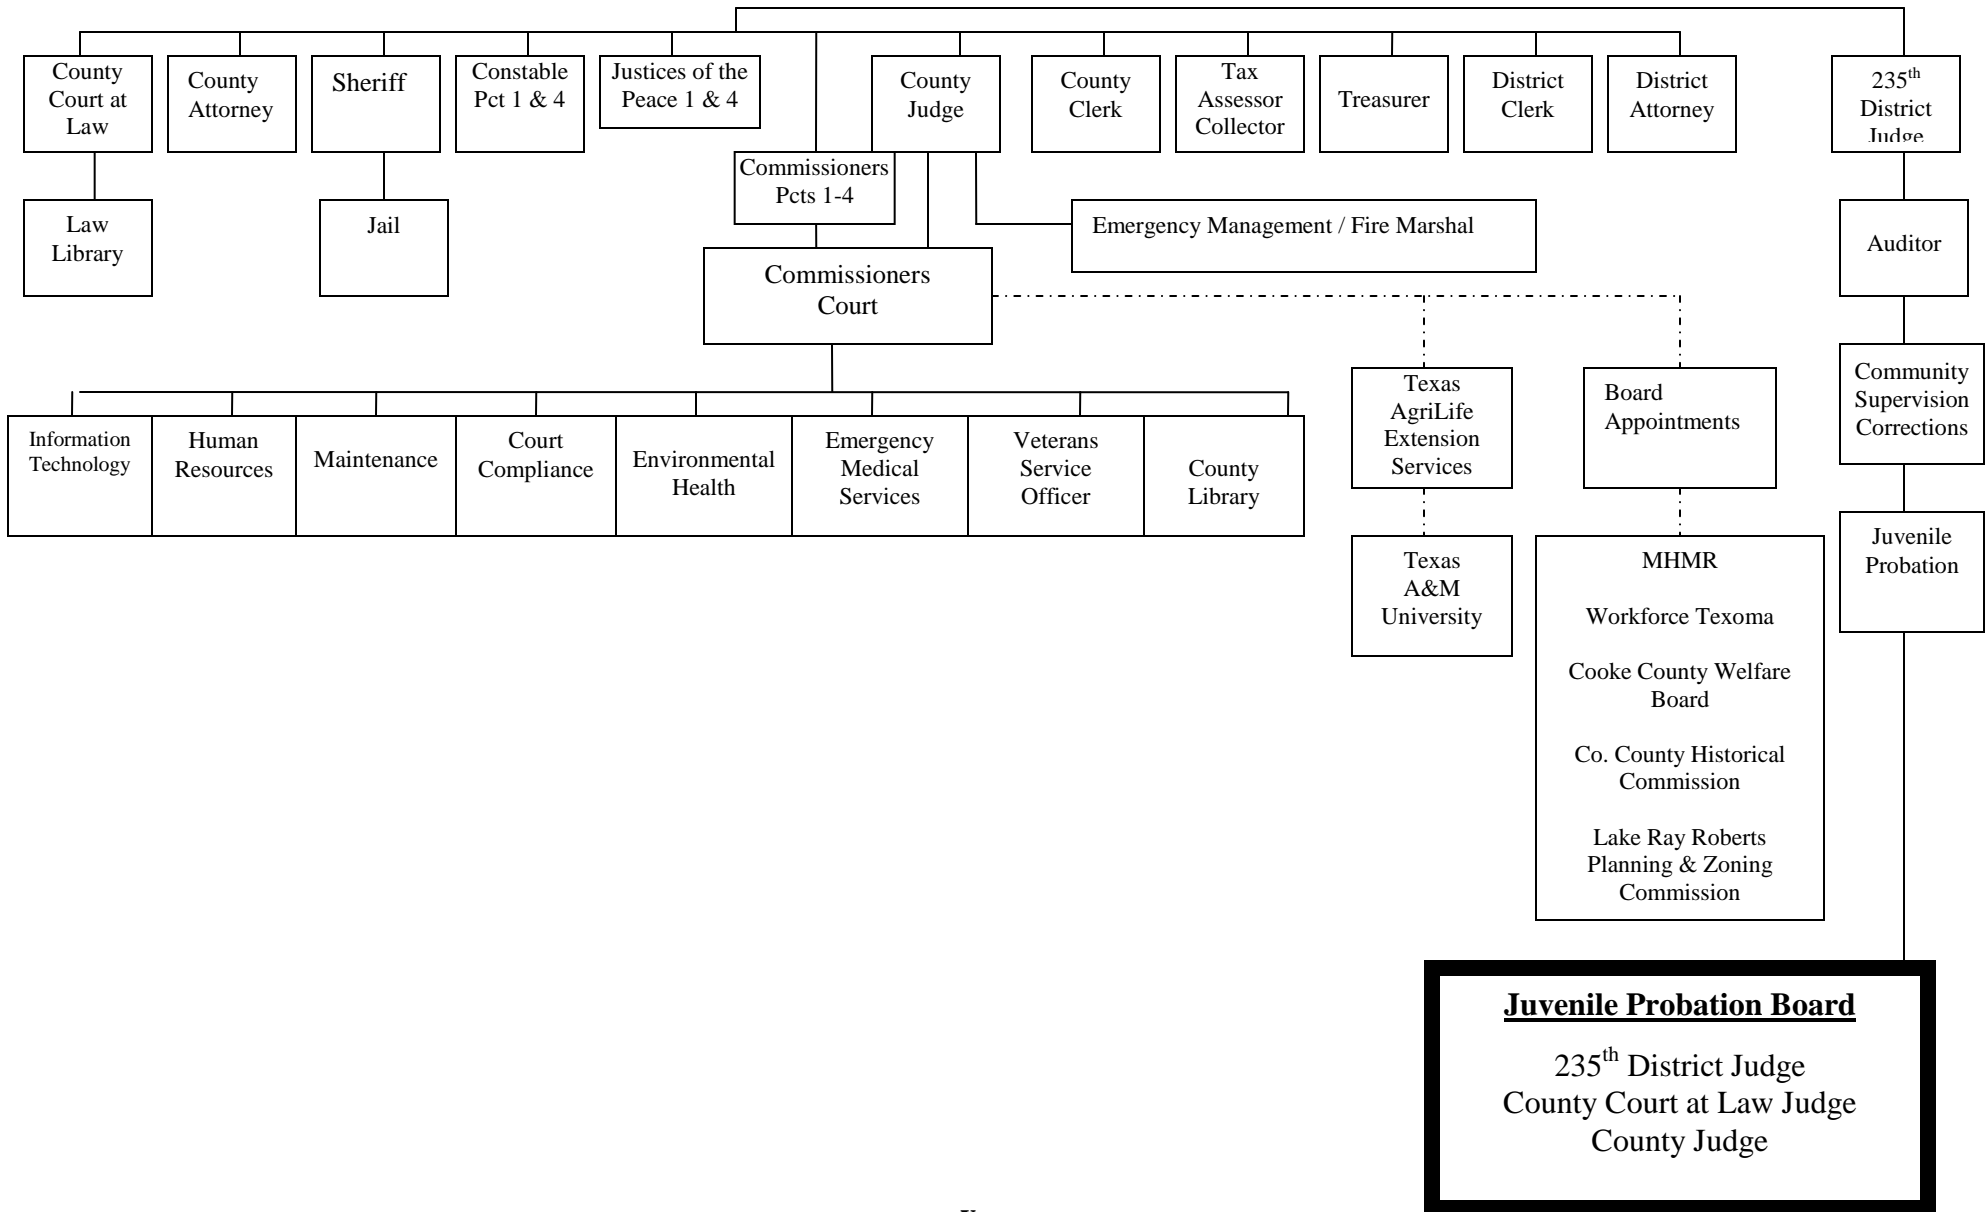 County
Court at
Law
County
Attorney
Sheriff
Constable
Pct 1 & 4
Justices of the
Peace 1 & 4
County
Judge
County
Clerk
Tax
Assessor
Collector
Treasurer
District
Clerk
District
Attorney
235th
District
Judge
Commissioners
Pcts 1-4
Law
Library
Jail
Emergency Management / Fire Marshal
Auditor
Commissioners
Court
Information
Technology
Human
Resources
Maintenance
Court
Compliance
Environmental
Health
Emergency
Medical
Services
Veterans
Service
Officer
County
Library
Texas
AgriLife
Extension
Services
Board
Appointments
Community
Supervision
Corrections
Texas
A&M
University
MHMR
Workforce Texoma
Cooke County Welfare
Board
Co. County Historical
Commission
Lake Ray Roberts
Planning & Zoning
Commission
Juvenile
Probation
Juvenile Probation Board
235th District Judge
County Court at Law Judge
County Judge